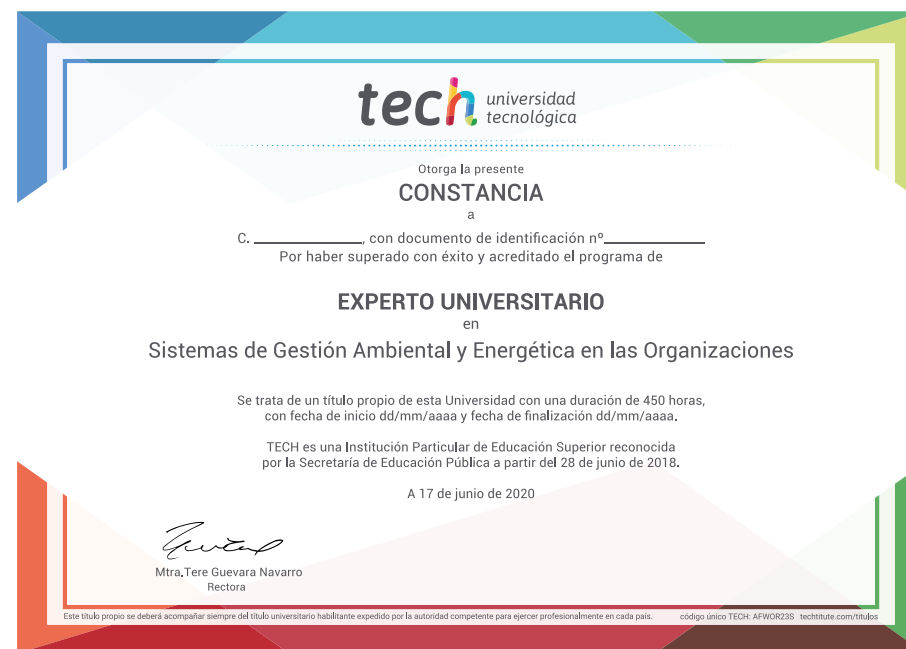 tech universidad
tecnológica
Otorga la presente
CONSTANCIA
a
C. ______________, con documento de identificación nº_____________
Por haber superado con éxito y acreditado el programa de
EXPERTO UNIVERSITARIO
en
Sistemas de Gestión Ambiental y Energética en las Organizaciones
Se trata de un título propio de esta Universidad con una duración de 450 horas,
con fecha de inicio dd/mm/aaaa y fecha de finalización dd/mm/aaaa.
TECH es una Institución Particular de Educación Superior reconocida
por la Secretaría de Educación Pública a partir del 28 de junio de 2018.
A 17 de junio de 2020
Mtra.Tere Guevara Navarro
Rectora
Este título propio se deberá acompañar siempre del título universitario habilitante expedido por la autoridad competente para ejercer profesionalmente en cada país. código único TECH: AFWOR23S techtitute.com/titulos